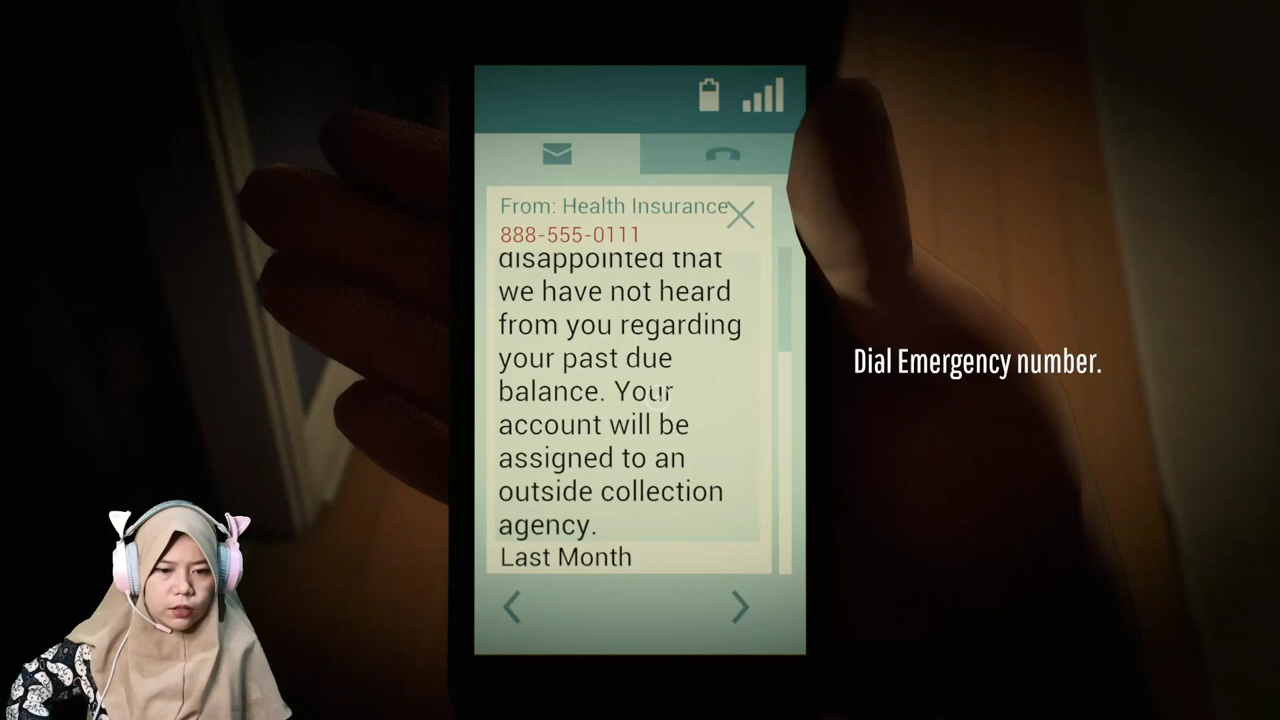 From: Health Insurance
888-555-0111
disappointed that
we have not heard
from you regarding
your past due
balance. Your
account will be
assigned to an
outside collection
agency.
Last Month
Dial Emergency number.